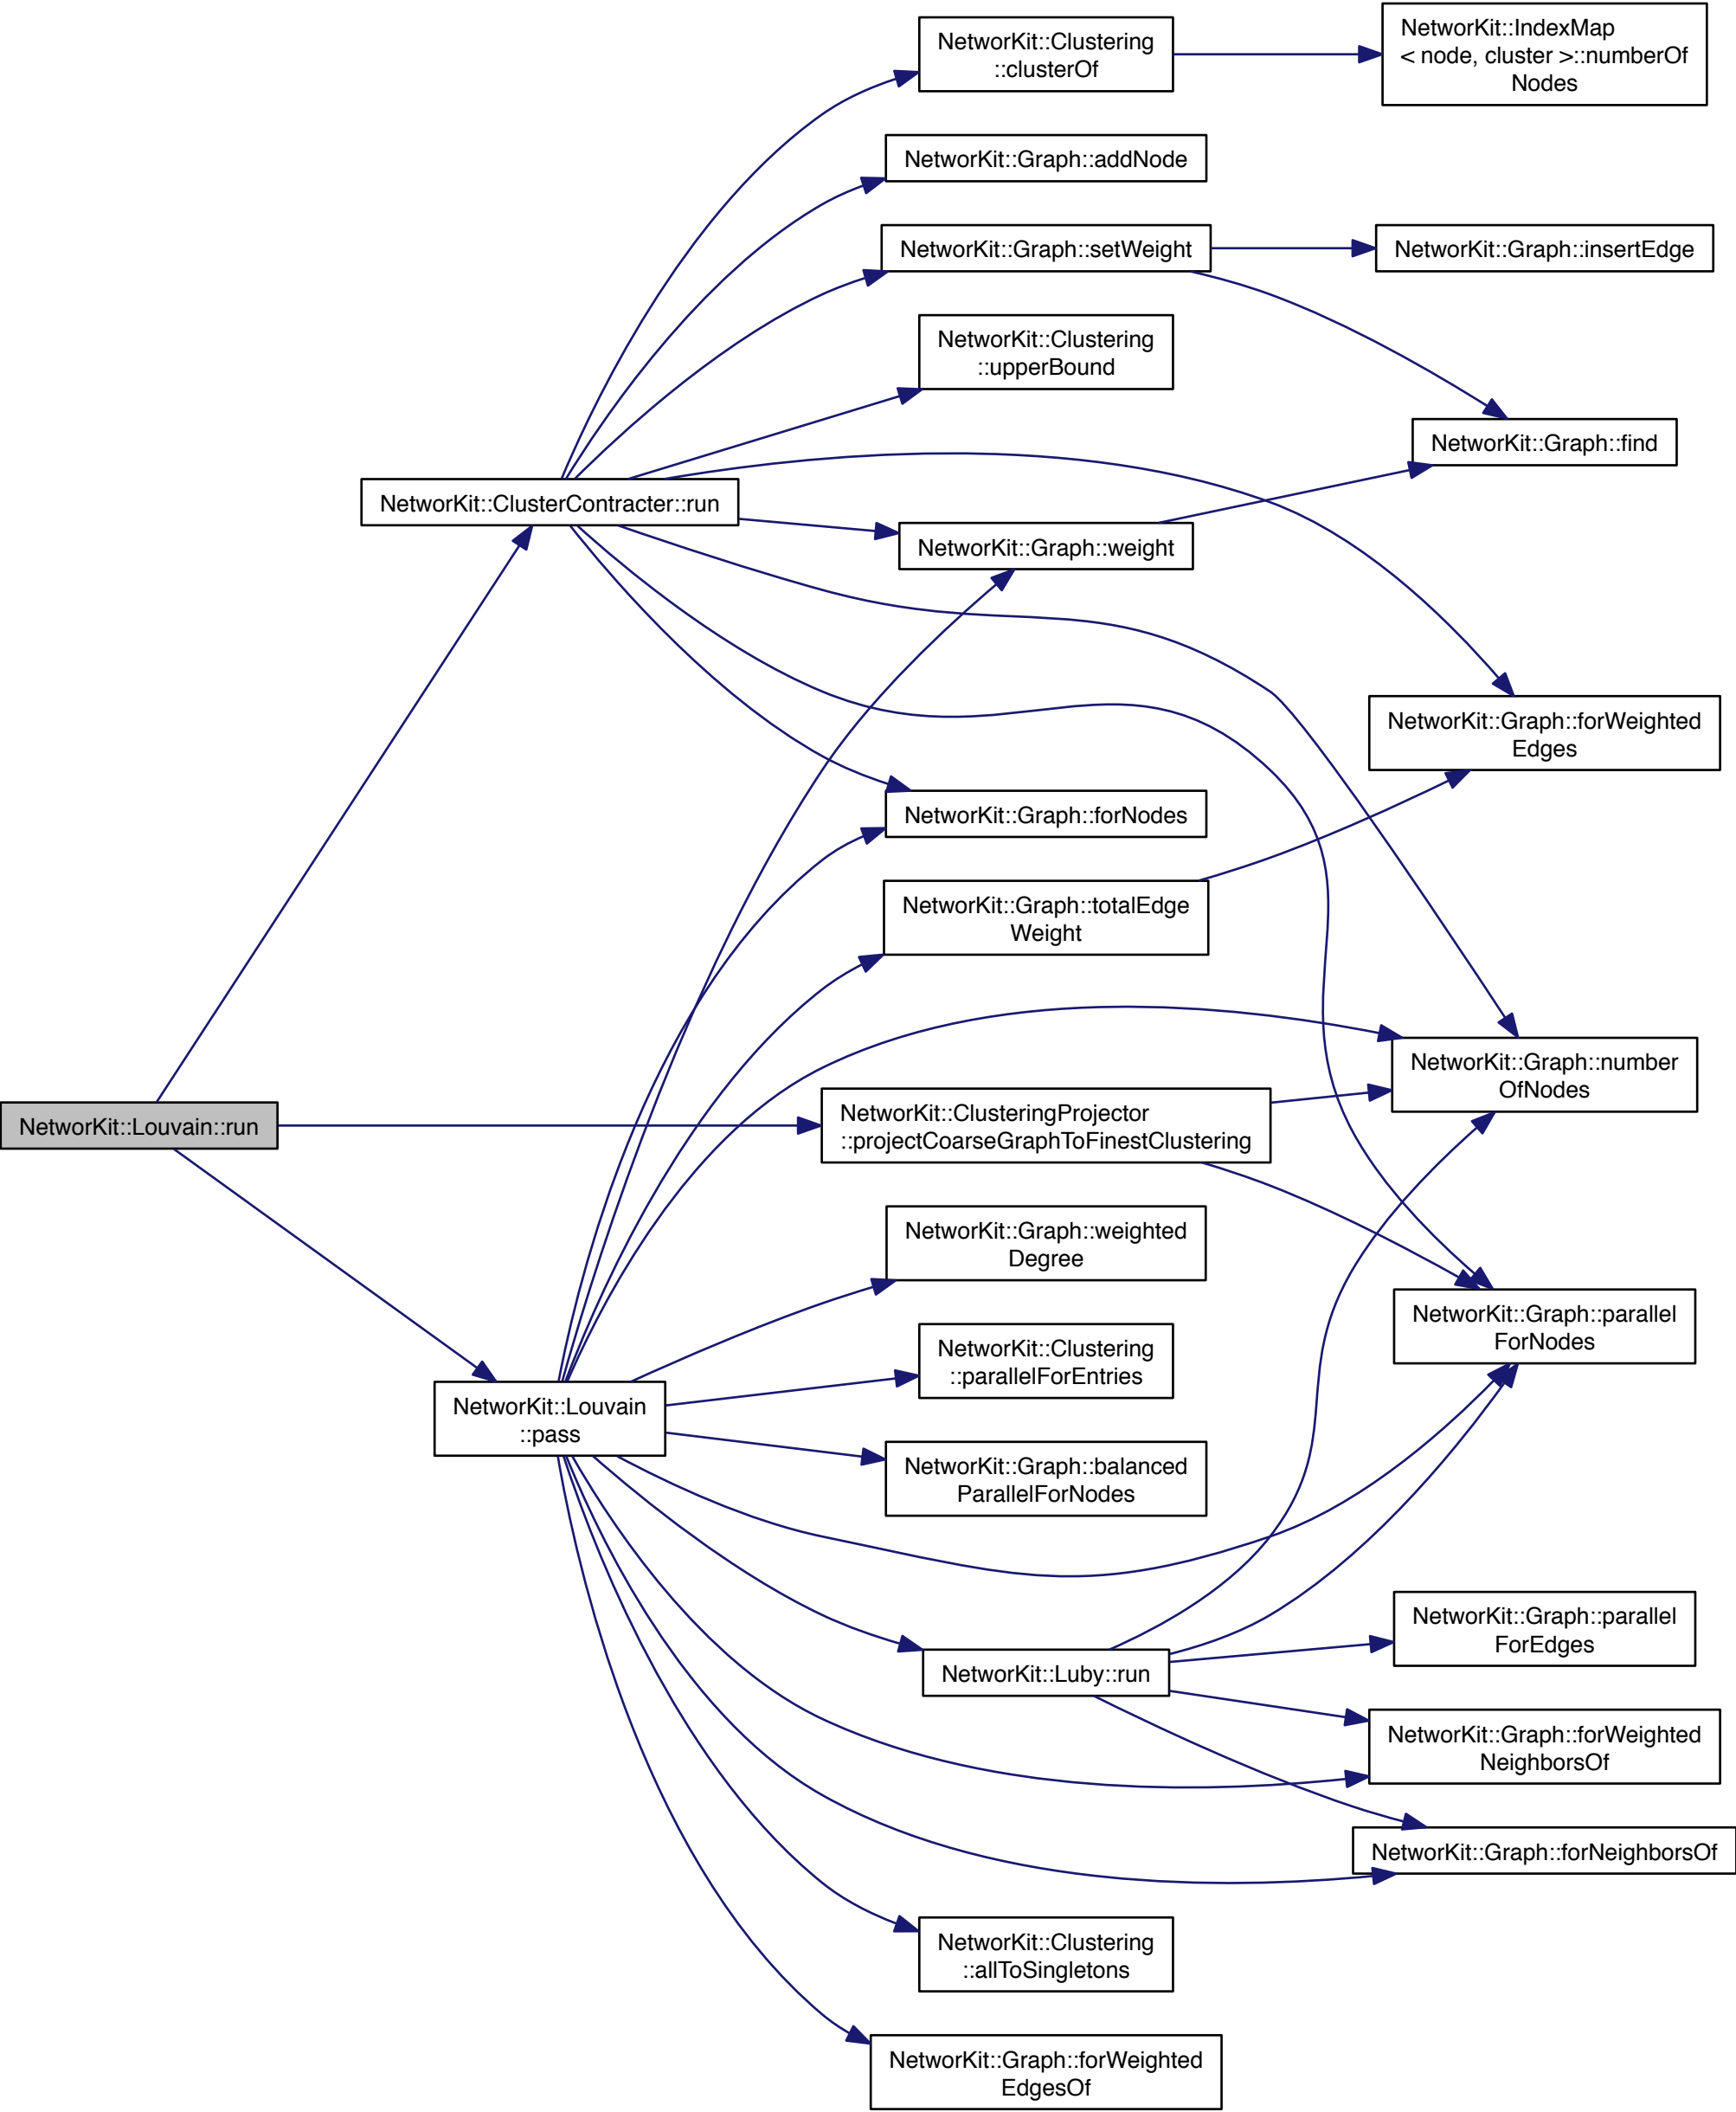 NetworKit::Clustering
::clusterOf
NetworKit::IndexMap
< node, cluster >::numberOf
Nodes
NetworKit::Graph::addNode
NetworKit::Graph::setWeight
NetworKit::Graph::insertEdge
NetworKit::Clustering
::upperBound
NetworKit::Graph::find
NetworKit::ClusterContracter::run
NetworKit::Graph::weight
NetworKit::Graph::forWeighted
Edges
NetworKit::Graph::forNodes
NetworKit::Graph::totalEdge
Weight
NetworKit::Graph::number
OfNodes
NetworKit::Louvain::run
NetworKit::ClusteringProjector
::projectCoarseGraphToFinestClustering
NetworKit::Graph::weighted
Degree
NetworKit::Graph::parallel
ForNodes
NetworKit::Clustering
::parallelForEntries
NetworKit::Louvain
::pass
NetworKit::Graph::balanced
ParallelForNodes
NetworKit::Graph::parallel
ForEdges
NetworKit::Luby::run
NetworKit::Graph::forWeighted
NeighborsOf
NetworKit::Graph::forNeighborsOf
NetworKit::Clustering
::allToSingletons
NetworKit::Graph::forWeighted
EdgesOf